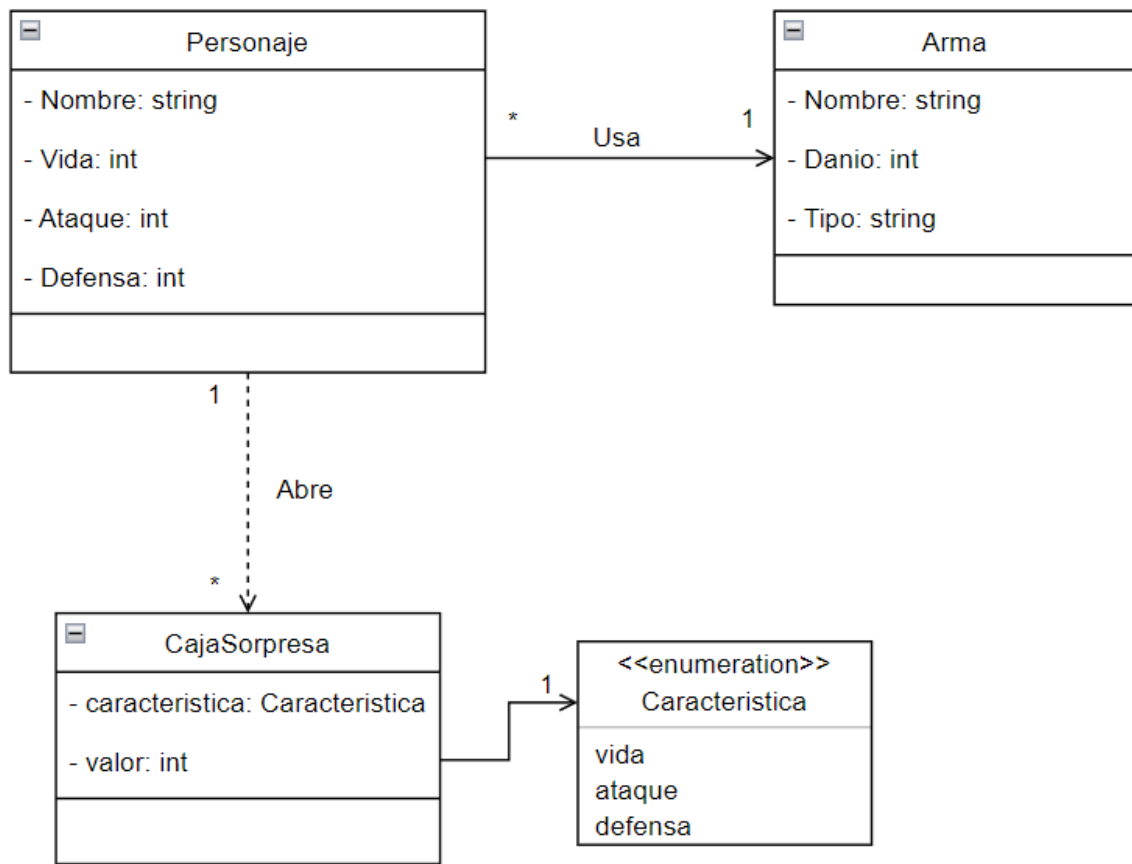 Personaje
- Nombre: string
- Vida: int
- Ataque: int
- Defensa: int
*
Usa
1
Arma
- Nombre: string
- Danio: int
- Tipo: string
1
Abre
*
CajaSorpresa
- caracteristica: Caracteristica
- valor: int
1
<<enumeration>>
Caracteristica
vida
ataque
defensa